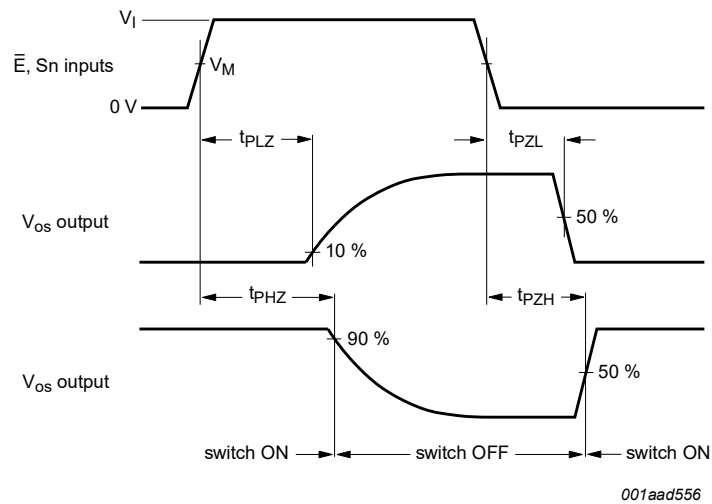 V_I
E̅, Sn inputs
V_M
0 V
t_PLZ
t_PZL
V_os output
50 %
10 %
t_PHZ
t_PZH
90 %
V_os output
50 %
switch ON
switch OFF
switch ON
001aad556